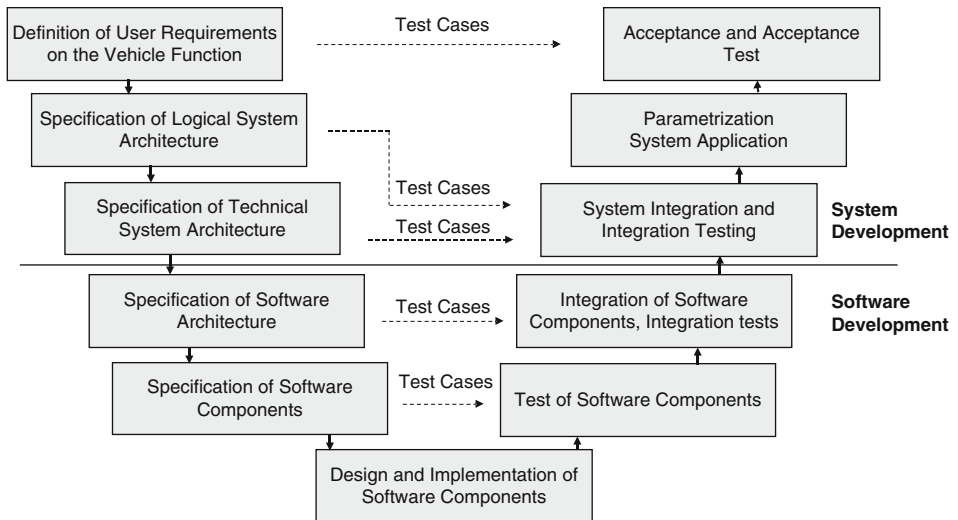 Definition of User Requirements
on the Vehicle Function
Test Cases
Acceptance and Acceptance
Test
Specification of Logical System
Architecture
Parametrization
System Application
Test Cases
Specification of Technical
System Architecture
Test Cases
System Integration and
Integration Testing
System
Development
Specification of Software
Architecture
Test Cases
Integration of Software
Components, Integration tests
Software
Development
Specification of Software
Components
Test Cases
Test of Software Components
Design and Implementation of
Software Components